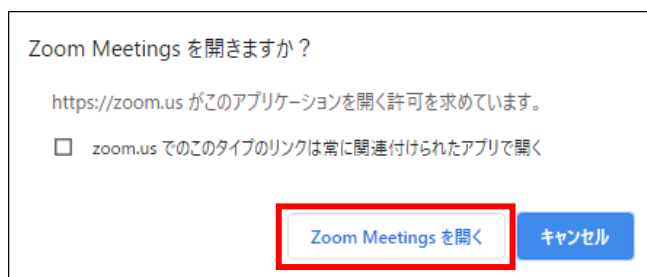 Zoom Meetings を開きますか？
https://zoom.us がこのアプリケーションを開く許可を求めています。
zoom.us でのこのタイプのリンクは常に関連付けられたアプリで開く
Zoom Meetings を開く
キャンセル